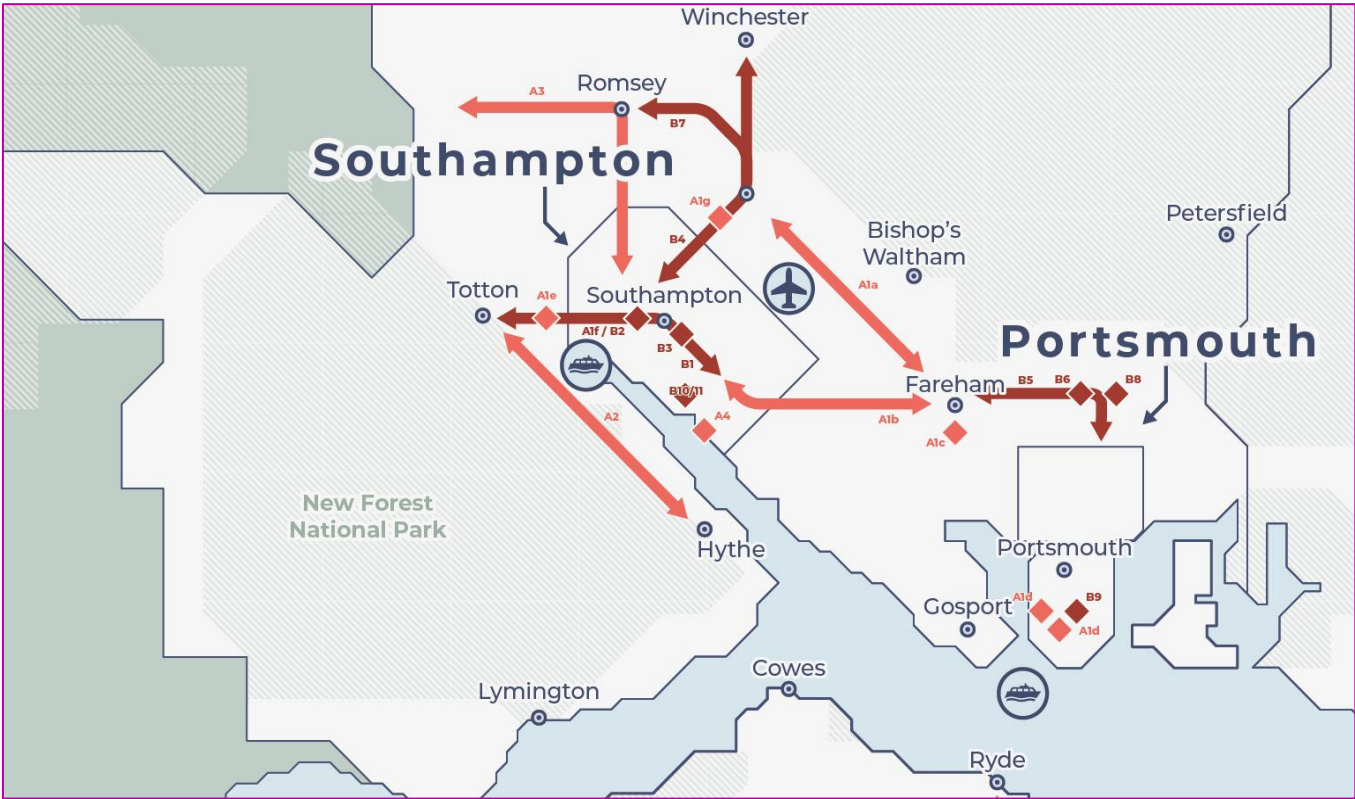 Winchester
Romsey
A3
B7
Southampton
A1g
Petersfield
B4
Bishop's
Waltham
A1a
Totton
A1e
Southampton
A1f / B2
B3
B1
Portsmouth
B10/11
Fareham
B5
B6
B8
A2
A4
A1b
A1c
New Forest
National Park
Hythe
Portsmouth
A1d
B9
Gosport
A1d
Cowes
Lymington
Ryde